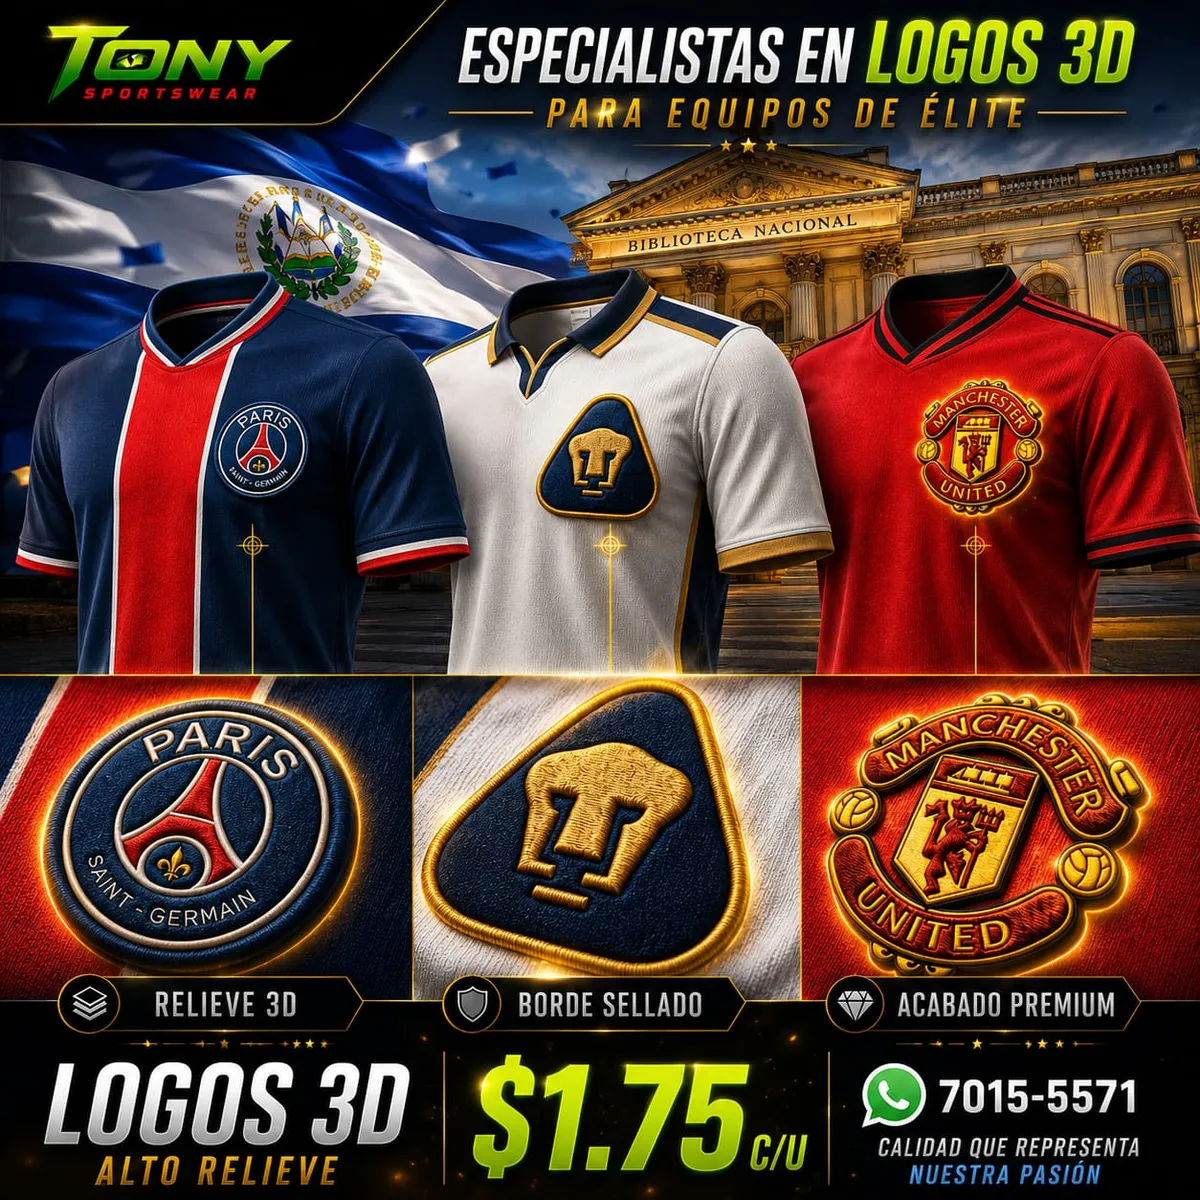 TONY
SPORTSWEAR
ESPECIALISTAS EN LOGOS 3D
PARA EQUIPOS DE ÉLITE
BIBLIOTECA NACIONAL
PARIS
SAINT - GERMAIN
MANCHESTER
UNITED
PARIS
SAINT - GERMAIN
MANCHESTER
UNITED
RELIEVE 3D
BORDE SELLADO
ACABADO PREMIUM
LOGOS 3D
ALTO RELIEVE
$1.75 C/U
7015-5571
CALIDAD QUE REPRESENTA
NUESTRA PASIÓN